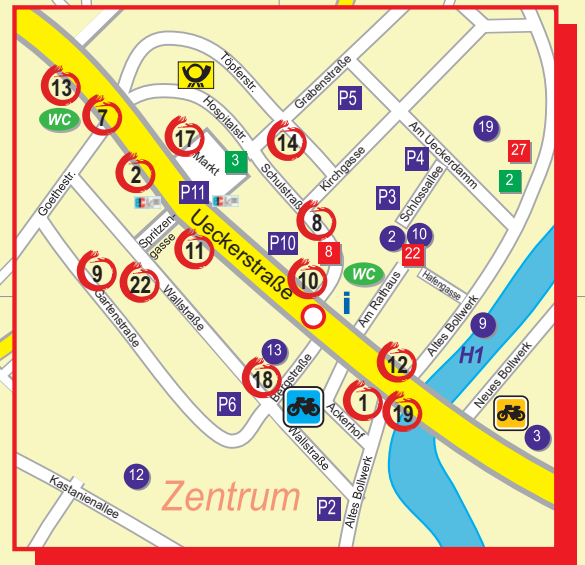 Töpferstr.
Grabenstraße
13
P5
WC
7
Hospitalstr.
19
17
14
Am Ueckerdamm
27
Markt
3
Kirchgasse
P4
2
Schulstraße
2
P11
P3
Schlossallee
Goethestr.
Spritzen-
gasse
Ueckerstraße
8
2
10
P10
11
8
22
9
22
10
WC
Hafengasse
i
Am Rathaus
Gartenstraße
Wallstraße
Altes Bollwerk
9
H1
13
12
Neues Bollwerk
18
Bergstraße
P6
1
19
Ackerhof
3
Wallstraße
12
Kastanienallee
Zentrum
P2
Altes Bollwerk